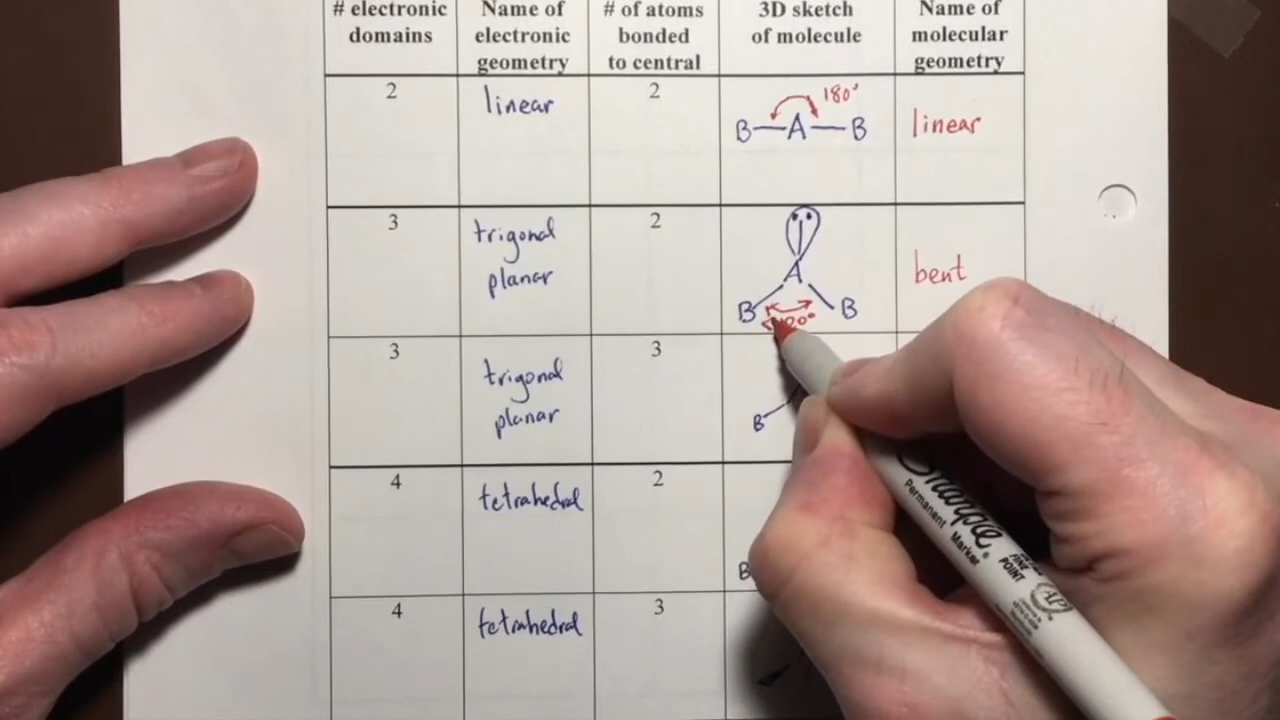 # electronic domains
Name of electronic geometry
# of atoms bonded to central
3D sketch of molecule
Name of molecular geometry
2
linear
2
180°
B—A—B
linear
3
trigonal
planar
2
A
B
B
<120°
bent
3
trigonal
planar
3
B
4
tetrahedral
2
B
4
tetrahedral
3
Sharpie
Permanent Marker
FINE
POINT
AP